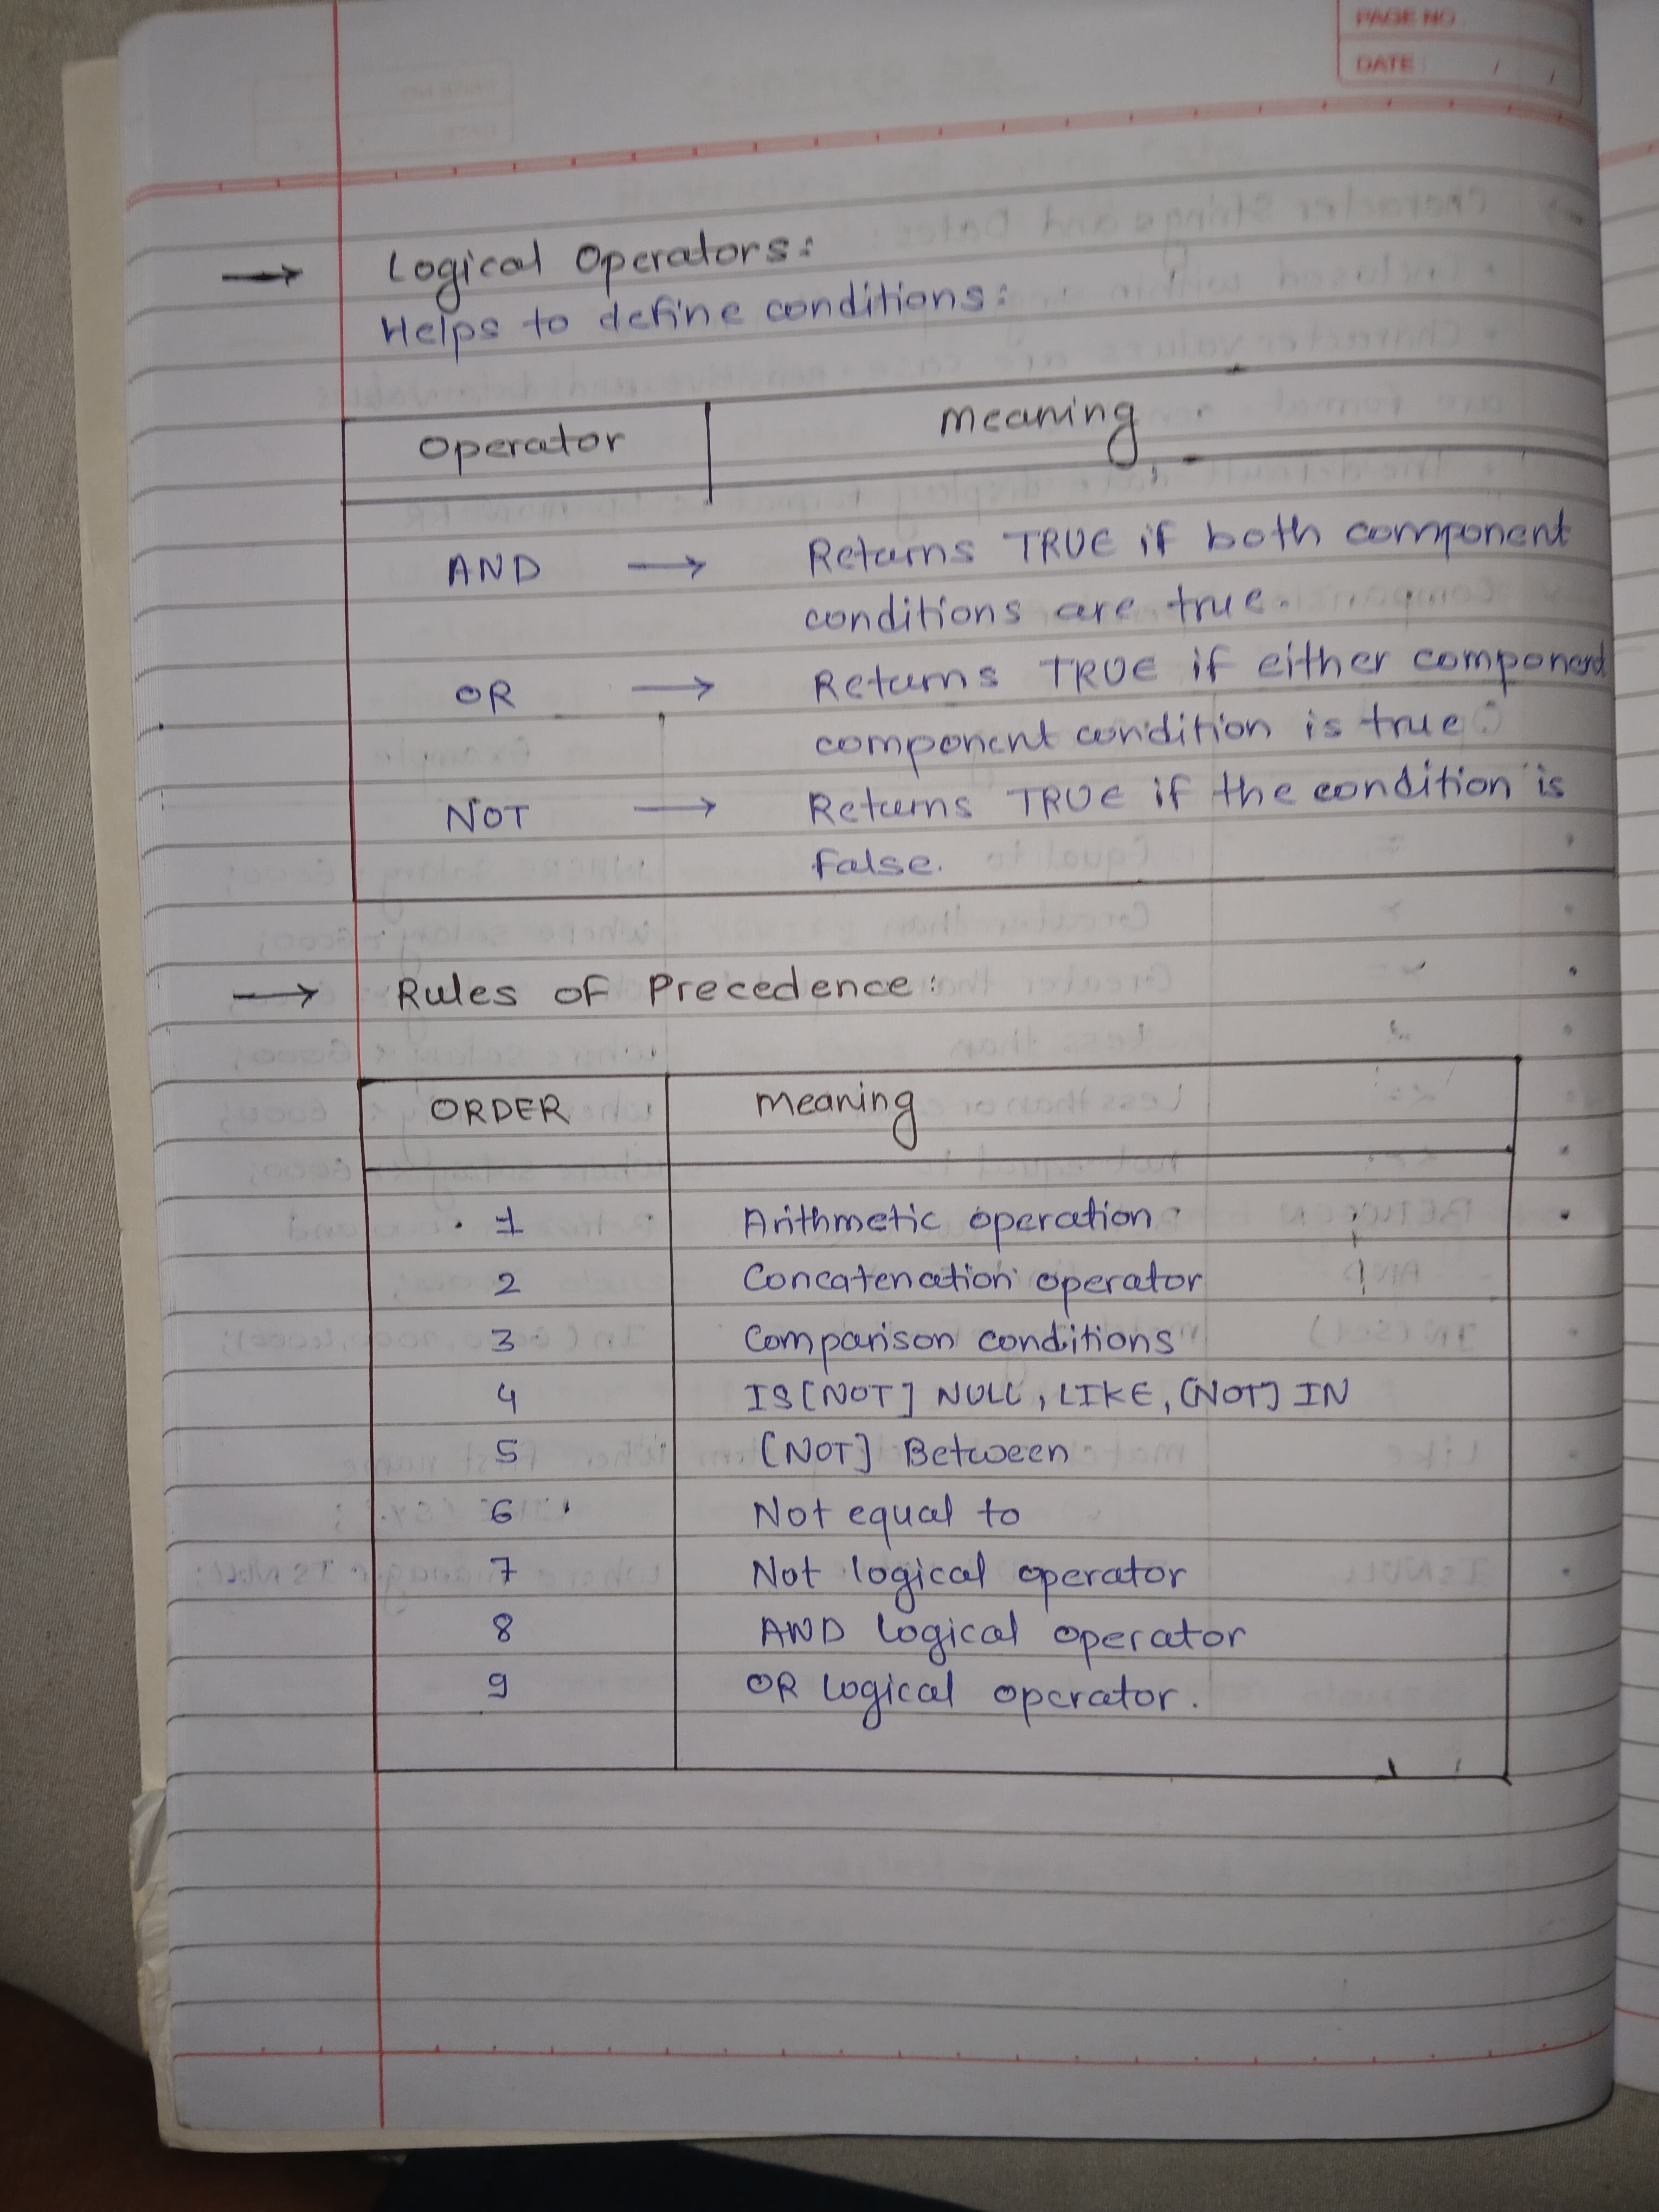 PAGE NO.
DATE: / /
→ Logical Operators:
Helps to define conditions:
Operator meaning
AND → Returns TRUE if both component
conditions are true.
OR → Returns TRUE if either component
component condition is true.
NOT → Returns TRUE if the condition is
false.
→ Rules of Precedence:
ORDER meaning
1 Arithmetic operation
2 Concatenation operator
3 Comparison conditions
4 IS [NOT] NULL, LIKE, [NOT] IN
5 [NOT] Between
6 Not equal to
7 Not logical operator
8 AND logical operator
9 OR logical operator.